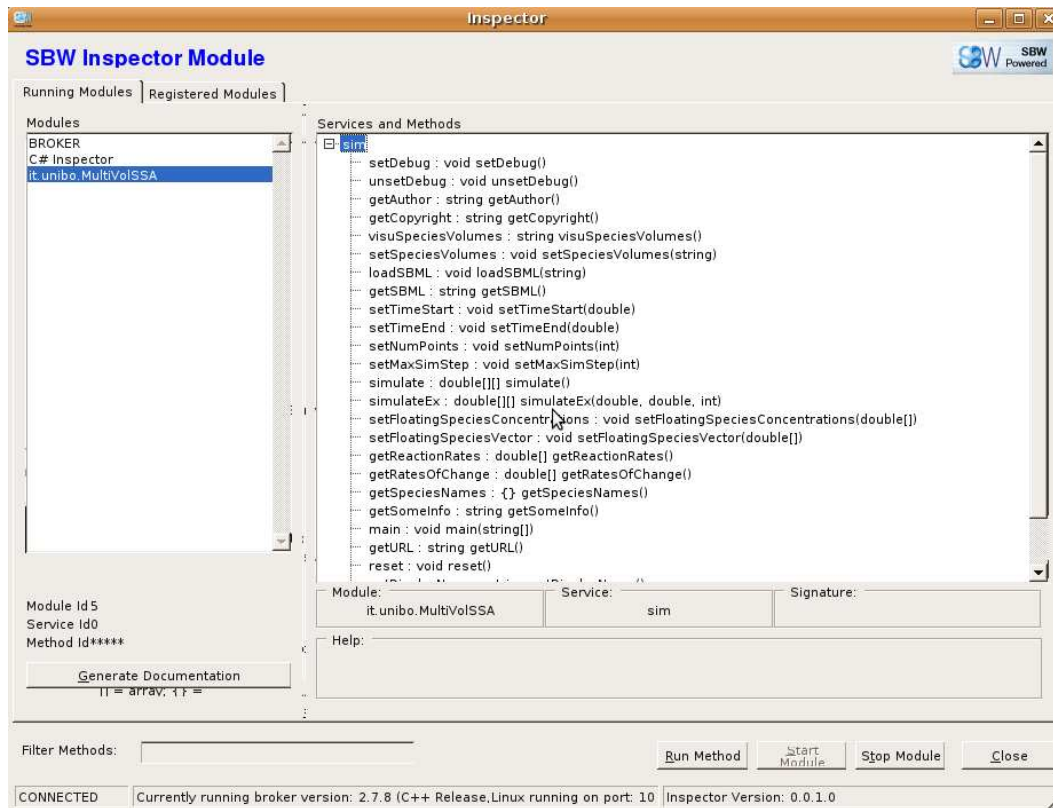 Inspector
SBW Inspector Module
SBW
SBW Powered
Running Modules
Registered Modules
Modules
BROKER
C# Inspector
it.unibo.MultiVolSSA
Services and Methods
sim
setDebug : void setDebug()
unsetDebug : void unsetDebug()
getAuthor : string getAuthor()
getCopyright : string getCopyright()
visuSpeciesVolumes : string visuSpeciesVolumes()
setSpeciesVolumes : void setSpeciesVolumes(string)
loadSBML : void loadSBML(string)
getSBML : string getSBML()
setTimeStart : void setTimeStart(double)
setTimeEnd : void setTimeEnd(double)
setNumPoints : void setNumPoints(int)
setMaxSimStep : void setMaxSimStep(int)
simulate : double[][] simulate()
simulateEx : double[][] simulateEx(double, double, int)
setFloatingSpeciesConcentrations : void setFloatingSpeciesConcentrations(double[])
setFloatingSpeciesVector : void setFloatingSpeciesVector(double[])
getReactionRates : double[] getReactionRates()
getRatesOfChange : double[] getRatesOfChange()
getSpeciesNames : {} getSpeciesNames()
getSomeInfo : string getSomeInfo()
main : void main(string[])
getURL : string getURL()
reset : void reset()
Module Id 5
Service Id0
Method Id*****
Generate Documentation
[] = array; {} =
Module:
it.unibo.MultiVolSSA
Service:
sim
Signature:
Help:
Filter Methods:
Run Method
Start Module
Stop Module
Close
CONNECTED
Currently running broker version: 2.7.8 (C++ Release,Linux running on port: 10
Inspector Version: 0.0.1.0